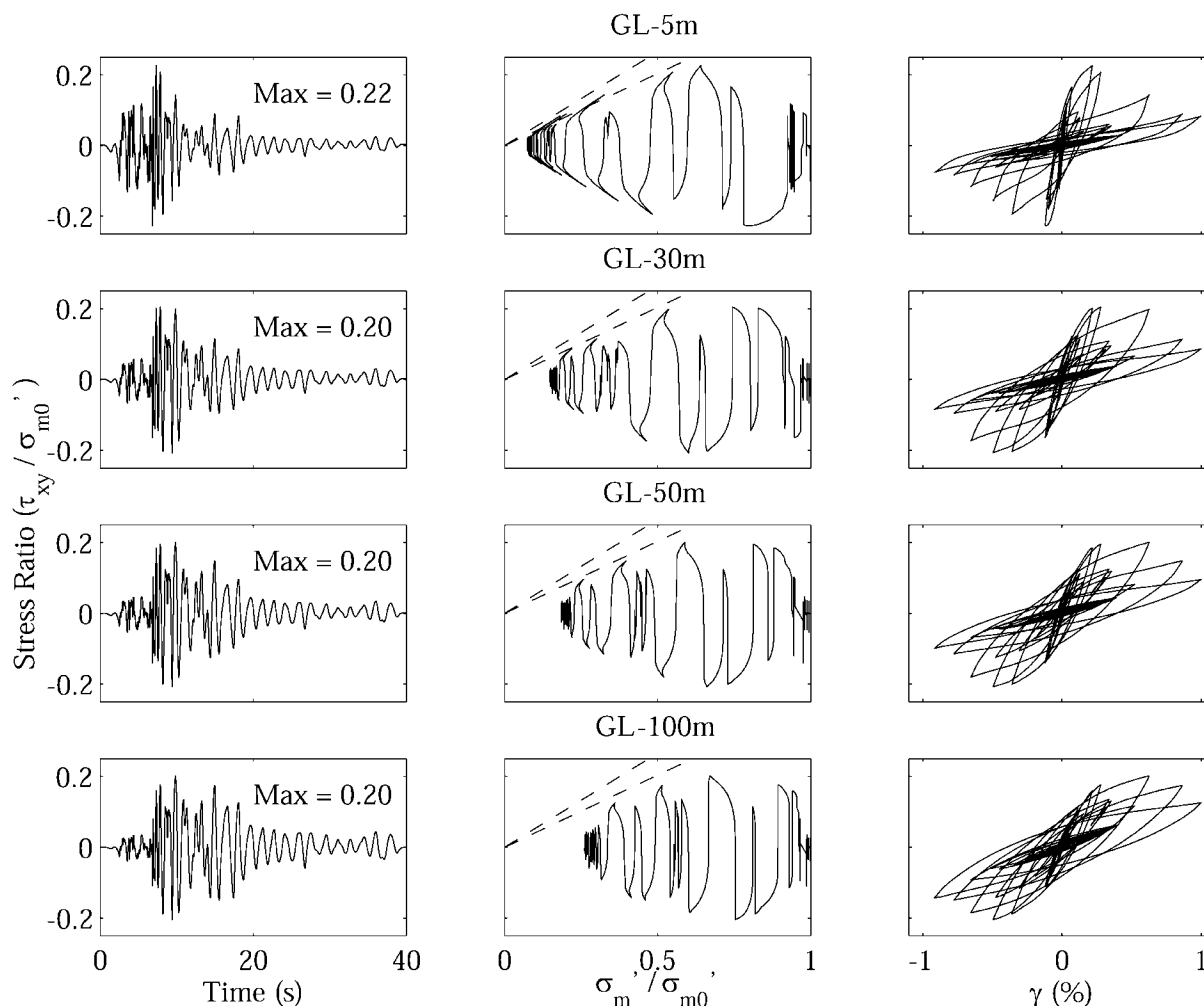 GL-5m
0.2
0
-0.2
Max = 0.22
GL-30m
0.2
0
-0.2
Max = 0.20
GL-50m
0.2
0
-0.2
Max = 0.20
GL-100m
0.2
0
-0.2
Max = 0.20
Stress Ratio (τxy / σm0')
0 20 40
Time (s)
0 0.5 1
σm'/σm0'
-1 0 1
γ (%)